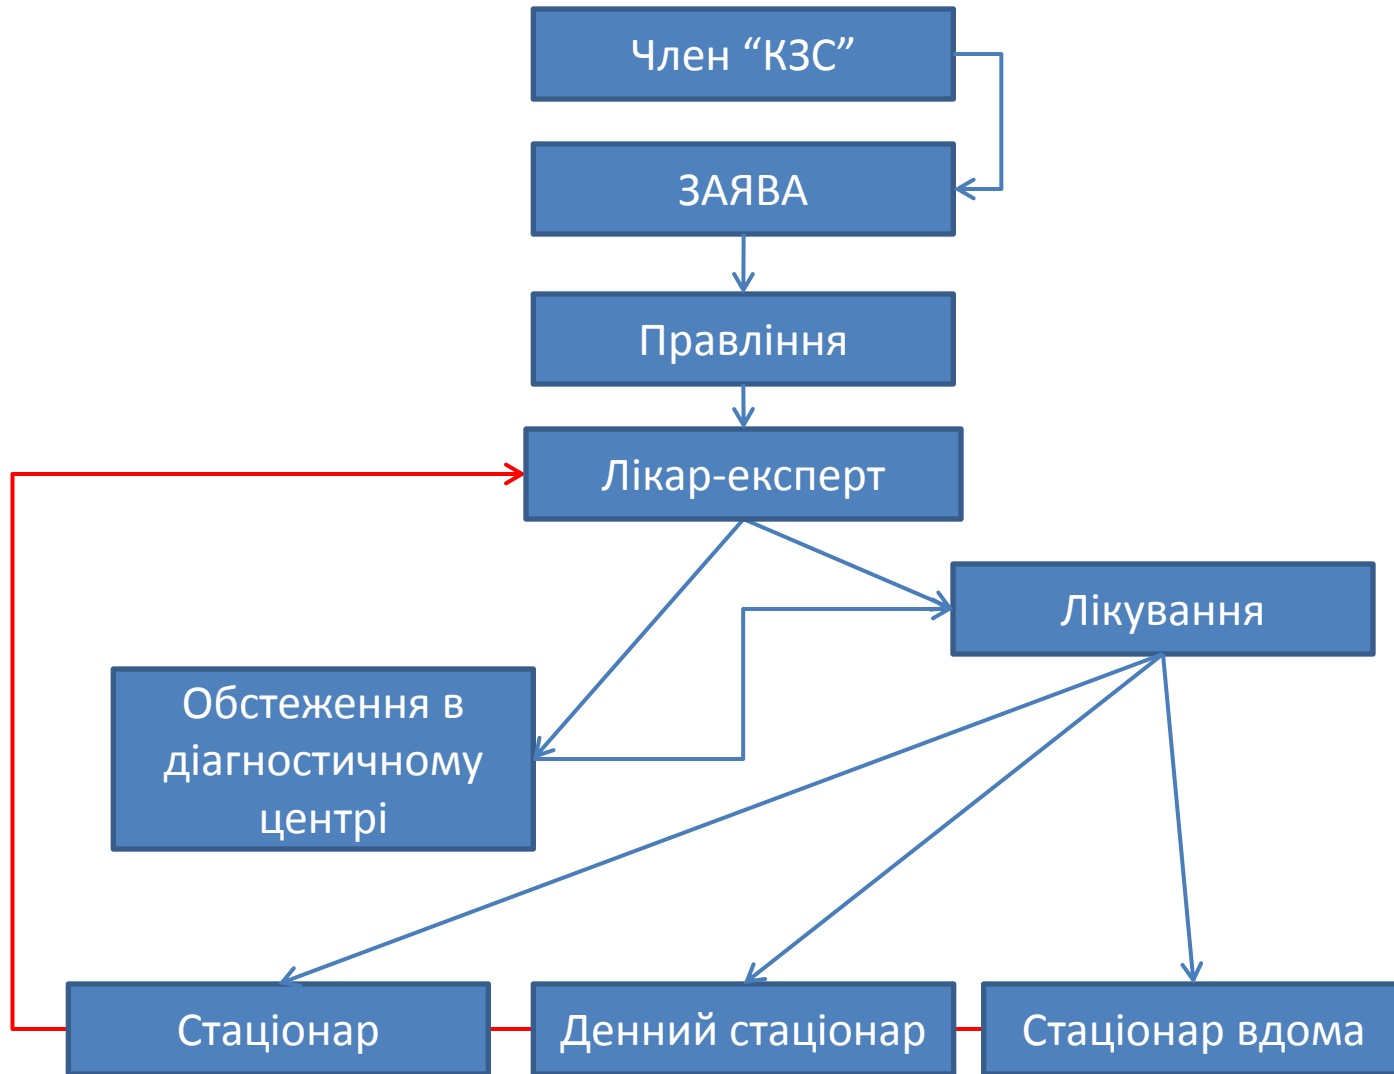 Член “КЗС”
ЗАЯВА
Правління
Лікар-експерт
Лікування
Обстеження в
діагностичному
центрі
Стаціонар
Денний стаціонар
Стаціонар вдома